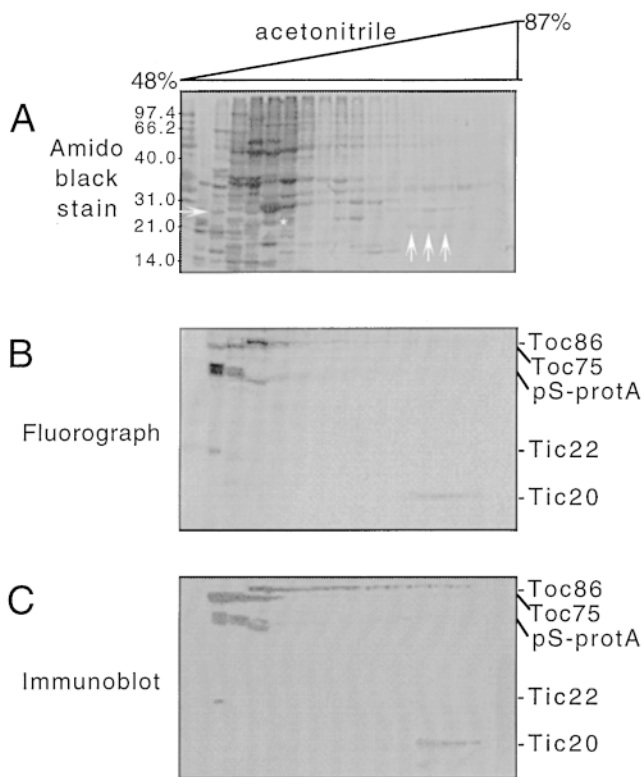 acetonitrile
87%
48%
A
Amido
black
stain
97.4
66.2
40.0
31.0
21.0
14.0
*
B
Fluorograph
-Toc86
Toc75
pS-protA
-Tic22
-Tic20
C
Immunoblot
-Toc86
Toc75
pS-protA
-Tic22
-Tic20